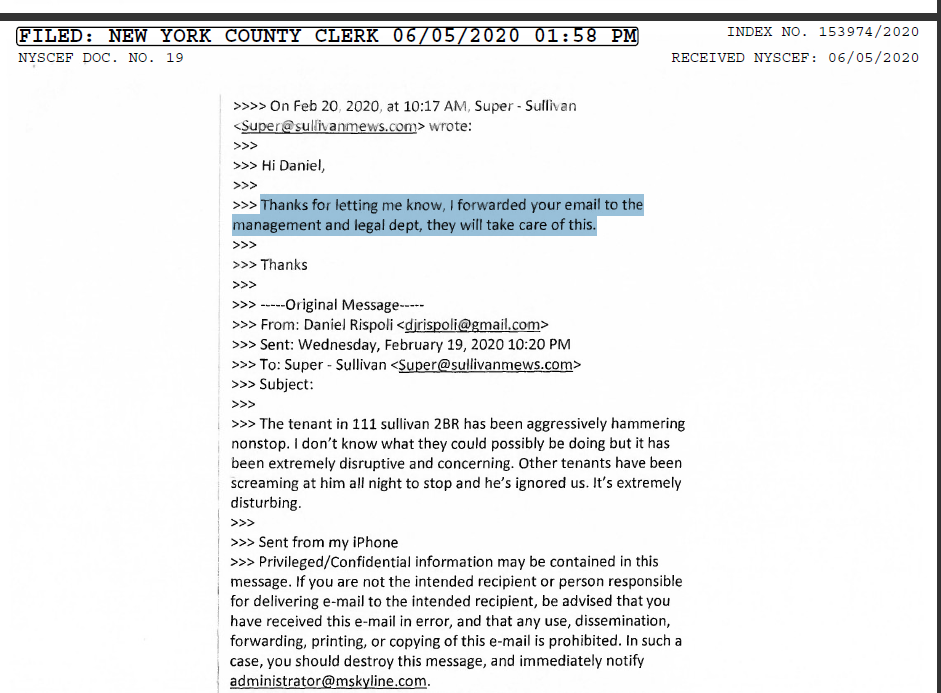 FILED: NEW YORK COUNTY CLERK 06/05/2020 01:58 PM
INDEX NO. 153974/2020
NYSCEF DOC. NO. 19
RECEIVED NYSCEF: 06/05/2020
>>>> On Feb 20, 2020, at 10:17 AM, Super - Sullivan
<Super@sullivanmews.com> wrote:
>>>
>>> Hi Daniel,
>>>
>>> Thanks for letting me know, I forwarded your email to the
management and legal dept, they will take care of this.
>>>
>>> Thanks
>>>
>>> -----Original Message-----
>>> From: Daniel Rispoli <djrispoli@gmail.com>
>>> Sent: Wednesday, February 19, 2020 10:20 PM
>>> To: Super - Sullivan <Super@sullivanmews.com>
>>> Subject:
>>>
>>> The tenant in 111 sullivan 2BR has been aggressively hammering
nonstop. I don't know what they could possibly be doing but it has
been extremely disruptive and concerning. Other tenants have been
screaming at him all night to stop and he's ignored us. It's extremely
disturbing.
>>>
>>> Sent from my iPhone
>>> Privileged/Confidential information may be contained in this
message. If you are not the intended recipient or person responsible
for delivering e-mail to the intended recipient, be advised that you
have received this e-mail in error, and that any use, dissemination,
forwarding, printing, or copying of this e-mail is prohibited. In such a
case, you should destroy this message, and immediately notify
administrator@mskyline.com.